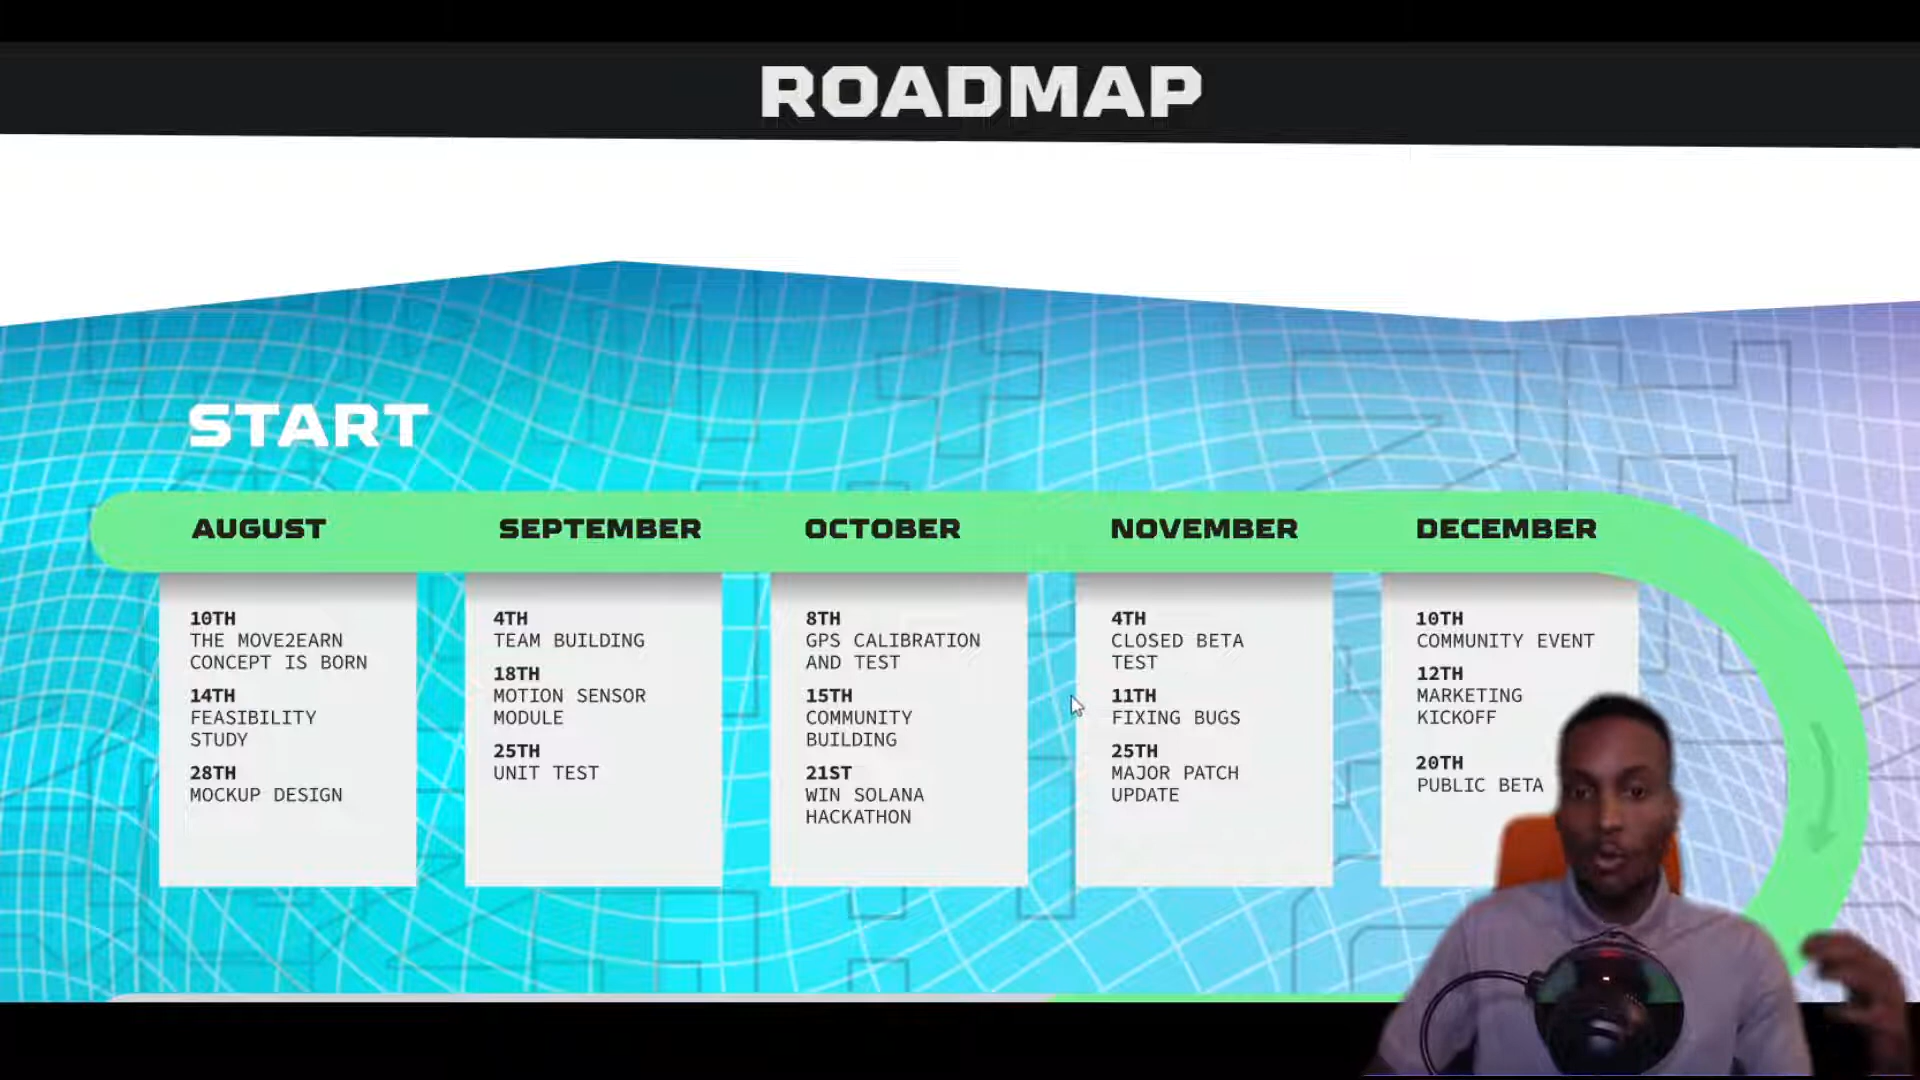 ROADMAP
START
AUGUST
SEPTEMBER
OCTOBER
NOVEMBER
DECEMBER
10TH
THE MOVE2EARN
CONCEPT IS BORN
14TH
FEASIBILITY
STUDY
28TH
MOCKUP DESIGN
4TH
TEAM BUILDING
18TH
MOTION SENSOR
MODULE
25TH
UNIT TEST
8TH
GPS CALIBRATION
AND TEST
15TH
COMMUNITY
BUILDING
21ST
WIN SOLANA
HACKATHON
4TH
CLOSED BETA
TEST
11TH
FIXING BUGS
25TH
MAJOR PATCH
UPDATE
10TH
COMMUNITY EVENT
12TH
MARKETING
KICKOFF
20TH
PUBLIC BETA